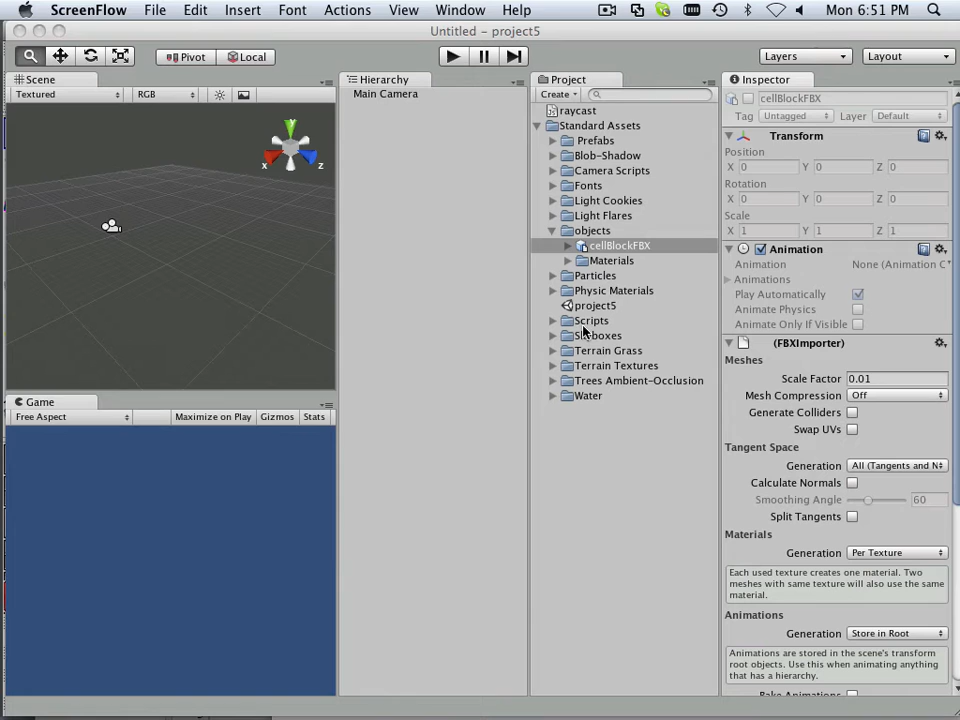 ScreenFlow File Edit Insert Font Actions View Window Help Mon 6:51 PM
Untitled - project5
Pivot Local Layers Layout
Scene
Textured RGB
x z
Hierarchy
Main Camera
Project
Create
raycast
Standard Assets
Prefabs
Blob-Shadow
Camera Scripts
Fonts
Light Cookies
Light Flares
objects
cellBlockFBX
Materials
Particles
Physic Materials
project5
Scripts
Terrain Grass
Terrain Textures
Trees Ambient-Occlusion
Water
Game
Free Aspect Maximize on Play Gizmos Stats
Inspector
cellBlockFBX
Tag Untagged Layer Default
Transform
Position
X 0 Y 0 Z 0
Rotation
X 0 Y 0 Z 0
Scale
X 1 Y 1 Z 1
Animation
Animation None (Animation C
Animations
Play Automatically
Animate Physics
Animate Only If Visible
(FBXImporter)
Meshes
Scale Factor 0.01
Mesh Compression Off
Generate Colliders
Swap UVs
Tangent Space
Generation All (Tangents and N
Calculate Normals
Smoothing Angle 60
Split Tangents
Materials
Generation Per Texture
Each used texture creates one material. Two
meshes with same texture will also use the same
material.
Animations
Generation Store in Root
Animations are stored in the scene's transform
root objects. Use this when animating anything
that has a hierarchy.
Bake Animations